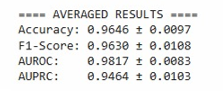 ==== AVERAGED RESULTS ====
Accuracy: 0.9646 ± 0.0097
F1-Score: 0.9630 ± 0.0108
AUROC: 0.9817 ± 0.0083
AUPRC: 0.9464 ± 0.0103